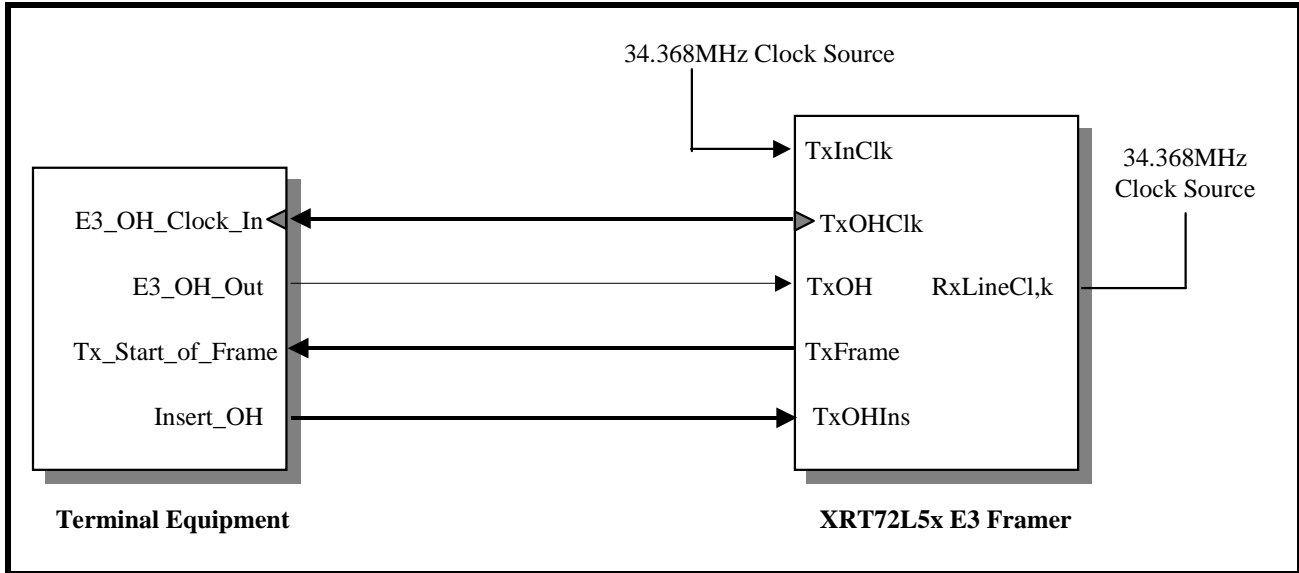 34.368MHz Clock Source
TxInClk
34.368MHz
Clock Source
E3_OH_Clock_In
TxOHClk
E3_OH_Out
TxOH
RxLineCl,k
Tx_Start_of_Frame
TxFrame
Insert_OH
TxOHIns
Terminal Equipment
XRT72L5x E3 Framer